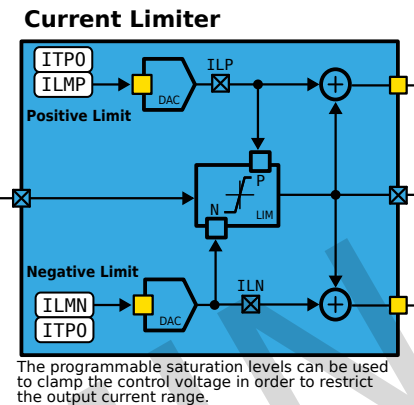 Current Limiter
ITPO
ILMP
DAC
ILP
Positive Limit
P
N
LIM
Negative Limit
ILN
ILMN
ITPO
DAC
The programmable saturation levels can be used
to clamp the control voltage in order to restrict
the output current range.